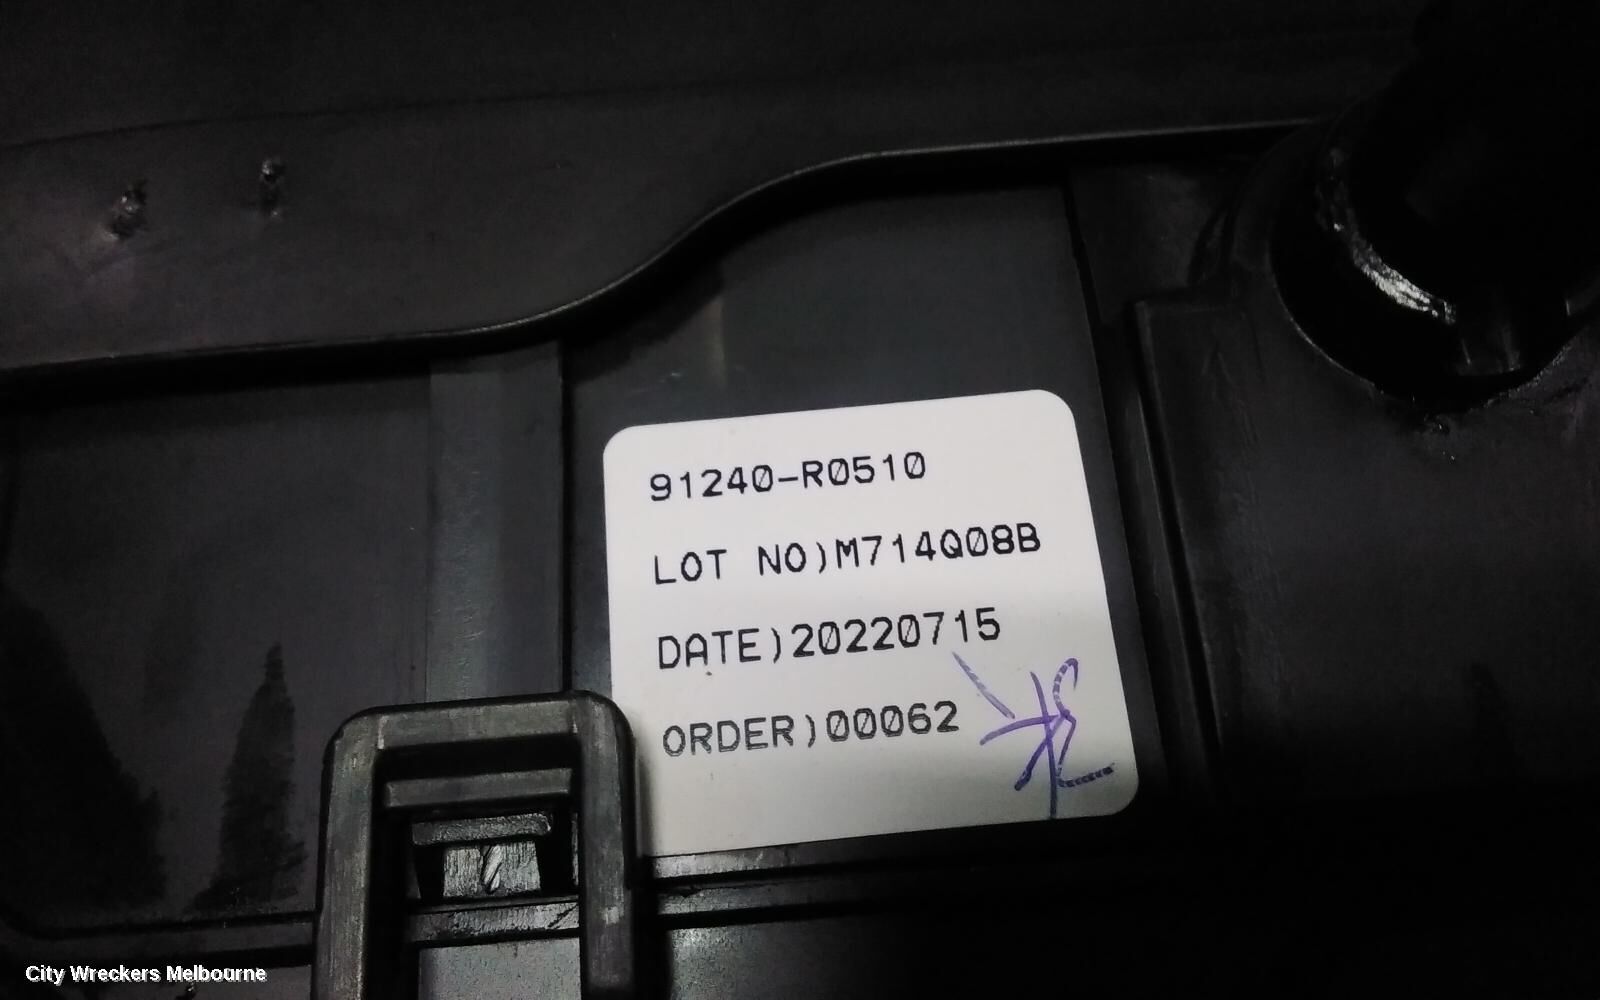 91240-R0510
LOT NO)M714Q08B
DATE)20220715
ORDER)00062
City Wreckers Melbourne